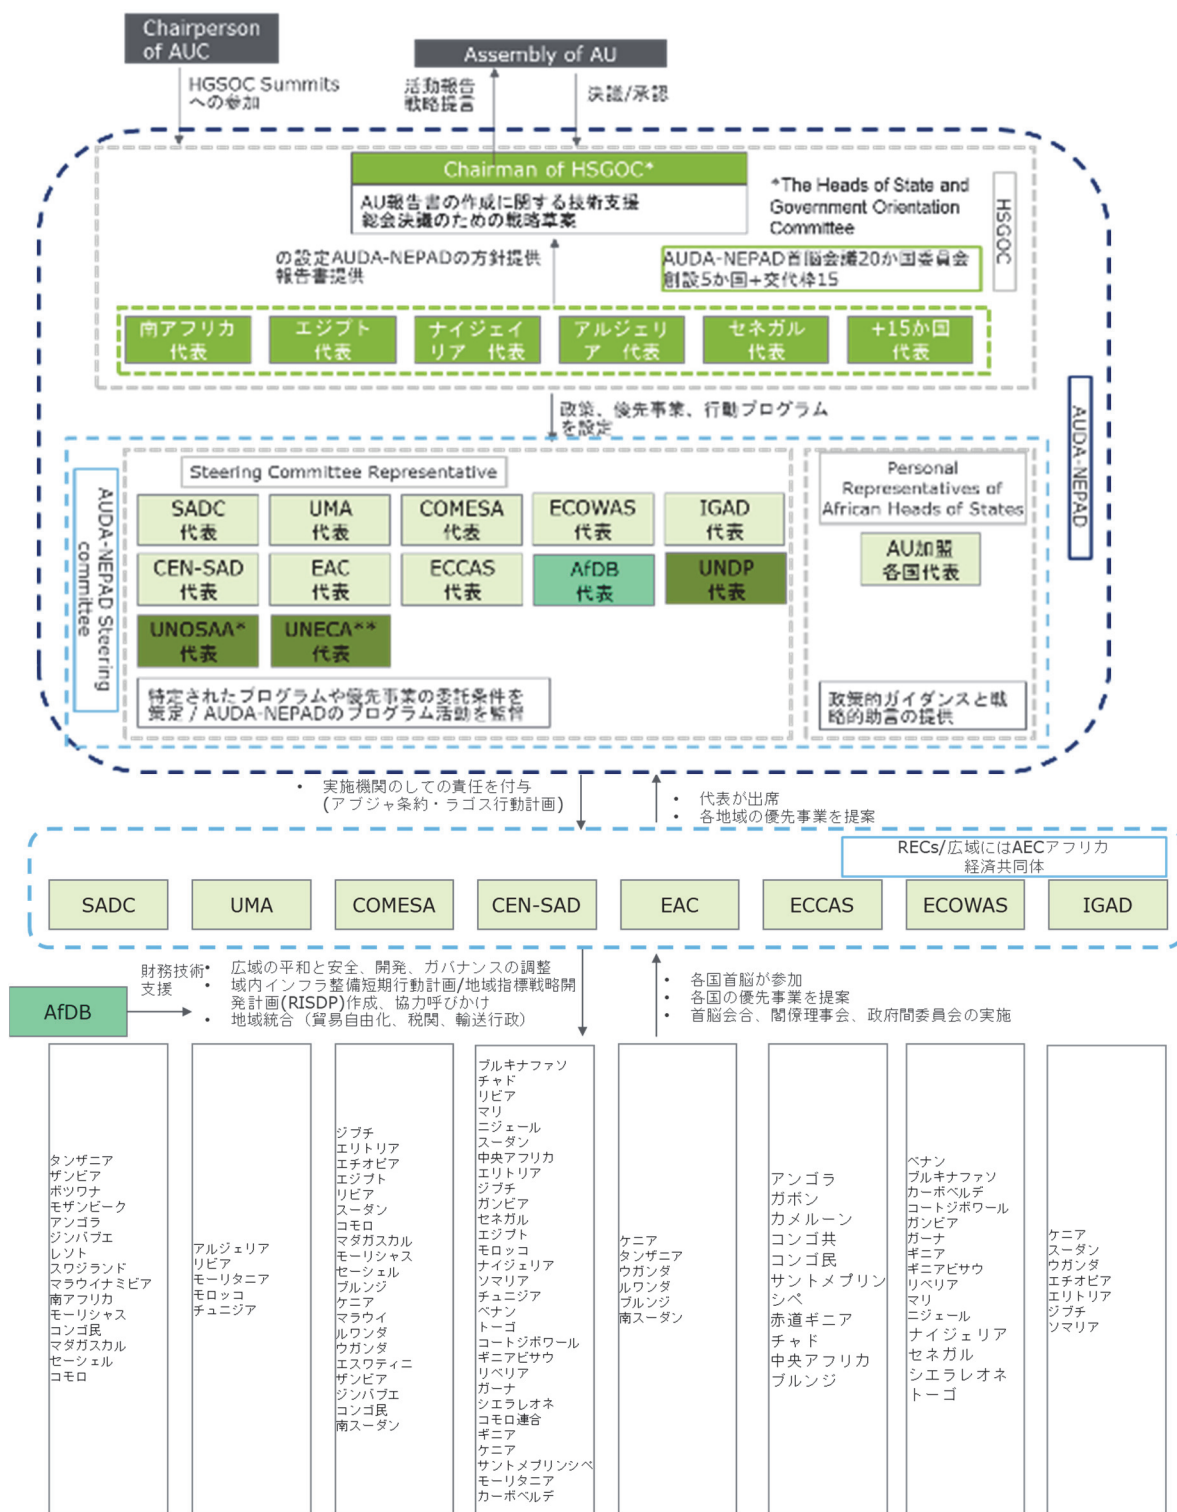 Chairperson
of AUC
Assembly of AU
HGSOC Summits
への参加
活動報告
戦略提言
決議/承認
Chairman of HSGOC*
AU報告書の作成に関する技術支援
総会決議のための戦略草案
*The Heads of State and
Government Orientation
Committee
HSGOC
の設定AUDA-NEPADの方針提供
報告書提供
AUDA-NEPAD首脳会議20か国委員会
創設5か国+交代枠15
南アフリカ
代表
エジプト
代表
ナイジェイ
リア 代表
アルジェリ
ア 代表
セネガル
代表
+15か国
代表
政策、優先事業、行動プログラム
を設定
AUDA-NEPAD
AUDA-NEPAD Steering
committee
Steering Committee Representative
SADC
代表
UMA
代表
COMESA
代表
ECOWAS
代表
IGAD
代表
CEN-SAD
代表
EAC
代表
ECCAS
代表
AfDB
代表
UNDP
代表
UNOSAA*
代表
UNECA**
代表
特定されたプログラムや優先事業の委託条件を
策定 / AUDA-NEPADのプログラム活動を監督
Personal
Representatives of
African Heads of States
AU加盟
各国代表
政策的ガイダンスと戦
略的助言の提供
• 実施機関のしての責任を付与
(アブジャ条約・ラゴス行動計画)
• 代表が出席
• 各地域の優先事業を提案
RECs/広域にはAECアフリカ
経済共同体
SADC
UMA
COMESA
CEN-SAD
EAC
ECCAS
ECOWAS
IGAD
AfDB
財務技術
支援
• 広域の平和と安全、開発、ガバナンスの調整
• 域内インフラ整備短期行動計画/地域指標戦略開
発計画(RISDP)作成、協力呼びかけ
• 地域統合（貿易自由化、税関、輸送行政）
• 各国首脳が参加
• 各国の優先事業を提案
• 首脳会合、閣僚理事会、政府間委員会の実施
タンザニア
ザンビア
ボツワナ
モザンビーク
アンゴラ
ジンバブエ
レソト
スワジランド
マラウイナミビア
南アフリカ
モーリシャス
コンゴ民
マダガスカル
セーシェル
コモロ
アルジェリア
リビア
モーリタニア
モロッコ
チュニジア
ジブチ
エリトリア
エチオピア
エジプト
リビア
スーダン
コモロ
マダガスカル
モーリシャス
セーシェル
ブルンジ
ケニア
マラウイ
ルワンダ
ウガンダ
エスワティニ
ザンビア
ジンバブエ
コンゴ民
南スーダン
ブルキナファソ
チャド
リビア
マリ
ニジェール
スーダン
中央アフリカ
エリトリア
ジブチ
ガンビア
セネガル
エジプト
モロッコ
ナイジェリア
ソマリア
チュニジア
ベナン
トーゴ
コートジボワール
ギニアビサウ
リベリア
ガーナ
シエラレオネ
コモロ連合
ギニア
ケニア
サントメプリンシペ
モーリタニア
カーボベルデ
ケニア
タンザニア
ウガンダ
ルワンダ
ブルンジ
南スーダン
アンゴラ
ガボン
カメルーン
コンゴ共
コンゴ民
サントメプリン
シペ
赤道ギニア
チャド
中央アフリカ
ブルンジ
ベナン
ブルキナファソ
カーボベルデ
コートジボワール
ガンビア
ガーナ
ギニア
ギニアビサウ
リベリア
マリ
ニジェール
ナイジェリア
セネガル
シエラレオネ
トーゴ
ケニア
スーダン
ウガンダ
エチオピア
エリトリア
ジブチ
ソマリア